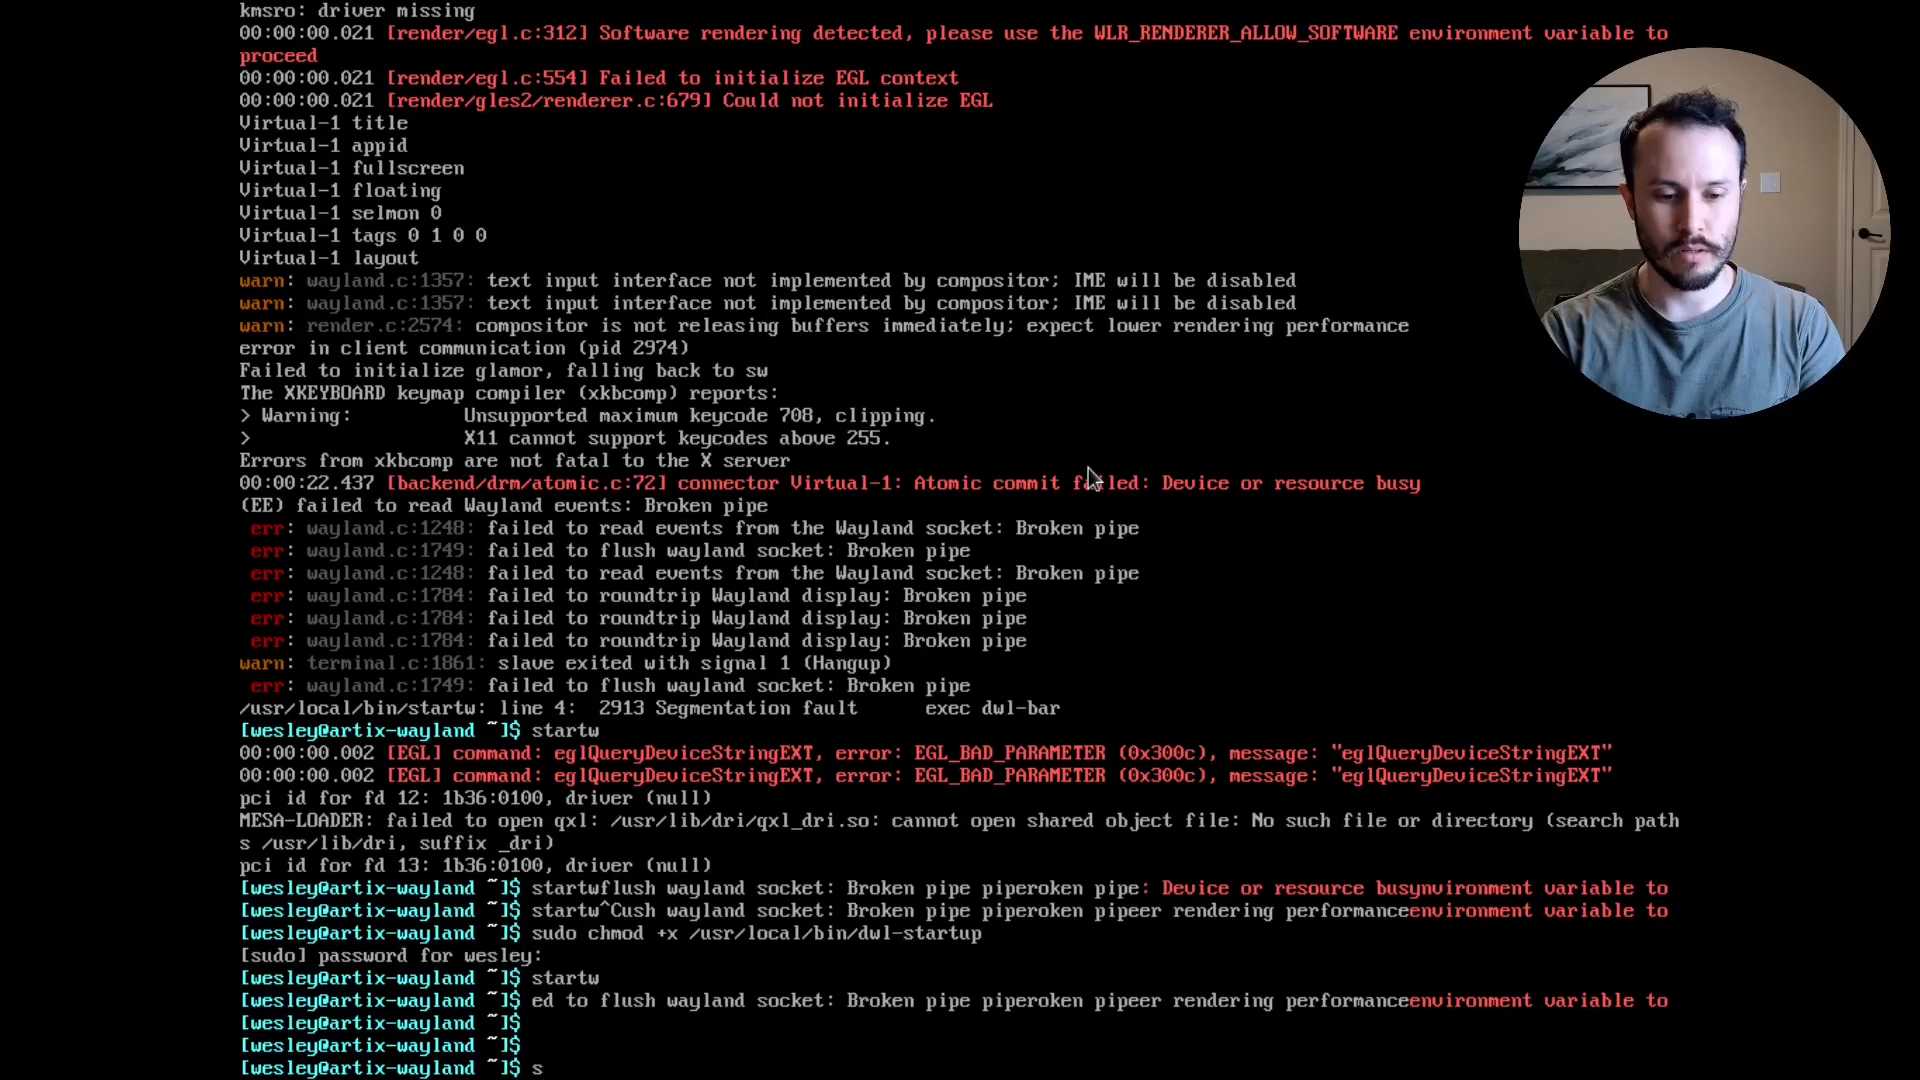 kmsro: driver missing
00:00:00.021 [render/egl.c:312] Software rendering detected, please use the WLR_RENDERER_ALLOW_SOFTWARE environment variable to
proceed
00:00:00.021 [render/egl.c:554] Failed to initialize EGL context
00:00:00.021 [render/gles2/renderer.c:679] Could not initialize EGL
Virtual-1 title
Virtual-1 appid
Virtual-1 fullscreen
Virtual-1 floating
Virtual-1 selmon 0
Virtual-1 tags 0 1 0 0
Virtual-1 layout
warn: wayland.c:1357: text input interface not implemented by compositor; IME will be disabled
warn: wayland.c:1357: text input interface not implemented by compositor; IME will be disabled
warn: render.c:2574: compositor is not releasing buffers immediately; expect lower rendering performance
error in client communication (pid 2974)
Failed to initialize glamor, falling back to sw
The XKEYBOARD keymap compiler (xkbcomp) reports:
> Warning:          Unsupported maximum keycode 708, clipping.
>                   X11 cannot support keycodes above 255.
Errors from xkbcomp are not fatal to the X server
00:00:22.437 [backend/drm/atomic.c:72] connector Virtual-1: Atomic commit failed: Device or resource busy
(EE) failed to read Wayland events: Broken pipe
err: wayland.c:1248: failed to read events from the Wayland socket: Broken pipe
err: wayland.c:1749: failed to flush wayland socket: Broken pipe
err: wayland.c:1248: failed to read events from the Wayland socket: Broken pipe
err: wayland.c:1784: failed to roundtrip Wayland display: Broken pipe
err: wayland.c:1784: failed to roundtrip Wayland display: Broken pipe
err: wayland.c:1784: failed to roundtrip Wayland display: Broken pipe
warn: terminal.c:1861: slave exited with signal 1 (Hangup)
err: wayland.c:1749: failed to flush wayland socket: Broken pipe
/usr/local/bin/startw: line 4:  2913 Segmentation fault      exec dwl-bar
[wesley@artix-wayland ~]$ startw
00:00:00.002 [EGL] command: eglQueryDeviceStringEXT, error: EGL_BAD_PARAMETER (0x300c), message: "eglQueryDeviceStringEXT"
00:00:00.002 [EGL] command: eglQueryDeviceStringEXT, error: EGL_BAD_PARAMETER (0x300c), message: "eglQueryDeviceStringEXT"
pci id for fd 12: 1b36:0100, driver (null)
MESA-LOADER: failed to open qxl: /usr/lib/dri/qxl_dri.so: cannot open shared object file: No such file or directory (search path
s /usr/lib/dri, suffix _dri)
pci id for fd 13: 1b36:0100, driver (null)
[wesley@artix-wayland ~]$ startwflush wayland socket: Broken pipe piperoken pipe: Device or resource busynvironment variable to
[wesley@artix-wayland ~]$ startw^Cush wayland socket: Broken pipe piperoken pipeer rendering performanceenvironment variable to
[wesley@artix-wayland ~]$ sudo chmod +x /usr/local/bin/dwl-startup
[sudo] password for wesley:
[wesley@artix-wayland ~]$ startw
[wesley@artix-wayland ~]$ ed to flush wayland socket: Broken pipe piperoken pipeer rendering performanceenvironment variable to
[wesley@artix-wayland ~]$
[wesley@artix-wayland ~]$
[wesley@artix-wayland ~]$ s